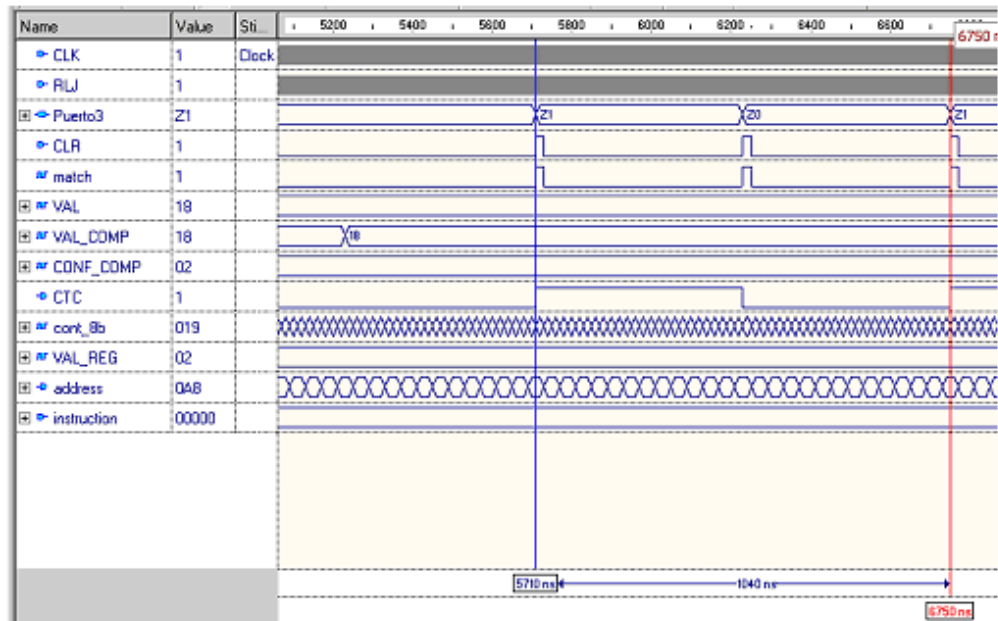 Name Value Sti... 5200 5400 5600 5800 6000 6200 6400 6600
6750 n
CLK 1 Clock
RLJ 1
Puerto3 Z1 Z1 Z0 Z1
CLR 1
match 1
VAL 18
VAL_COMP 18 18
CONF_COMP 02
CTC 1
cont_8b 019
VAL_REG 02
address 0A8
instruction 00000
5710 ns 1040 ns
6750 ns